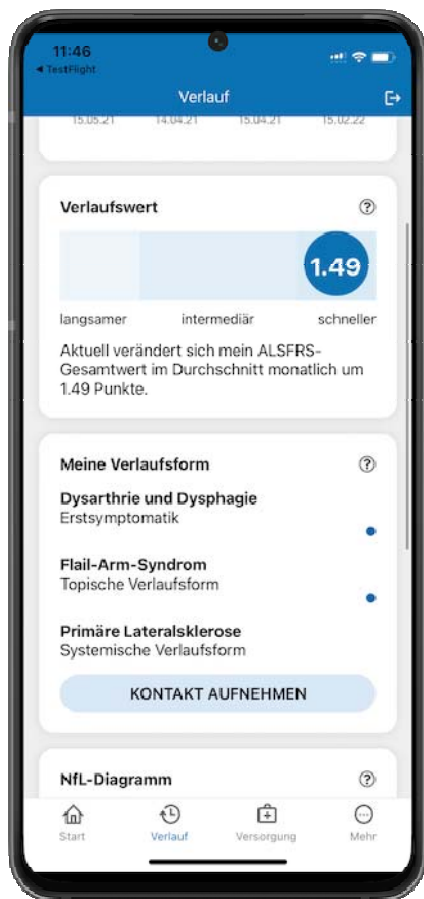 11:46
◀ TestFlight
Verlauf
15.05.21 14.04.21 15.04.21 15.02.22
Verlaufswert
1.49
langsamer intermediär schneller
Aktuell verändert sich mein ALSFRS-
Gesamtwert im Durchschnitt monatlich um
1.49 Punkte.
Meine Verlaufsform
Dysarthrie und Dysphagie
Erstsymptomatik
Flail-Arm-Syndrom
Topische Verlaufsform
Primäre Lateralsklerose
Systemische Verlaufsform
KONTAKT AUFNEHMEN
NfL-Diagramm
Start Verlauf Versorgung Mehr